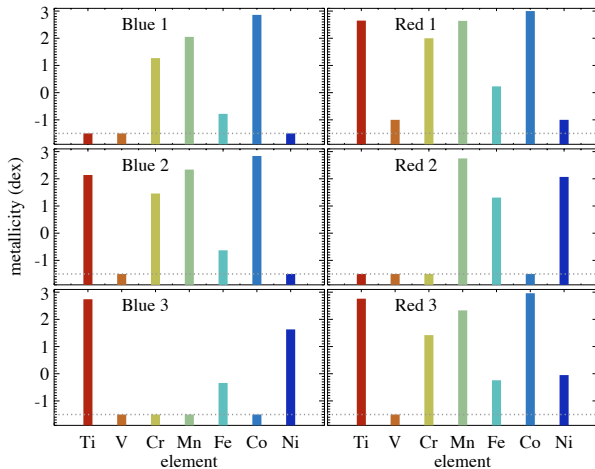 Blue 1
Red 1
3
2
1
0
-1
Blue 2
Red 2
3
2
1
0
-1
metallicity (dex)
Blue 3
Red 3
3
2
1
0
-1
Ti V Cr Mn Fe Co Ni
Ti V Cr Mn Fe Co Ni
element
element